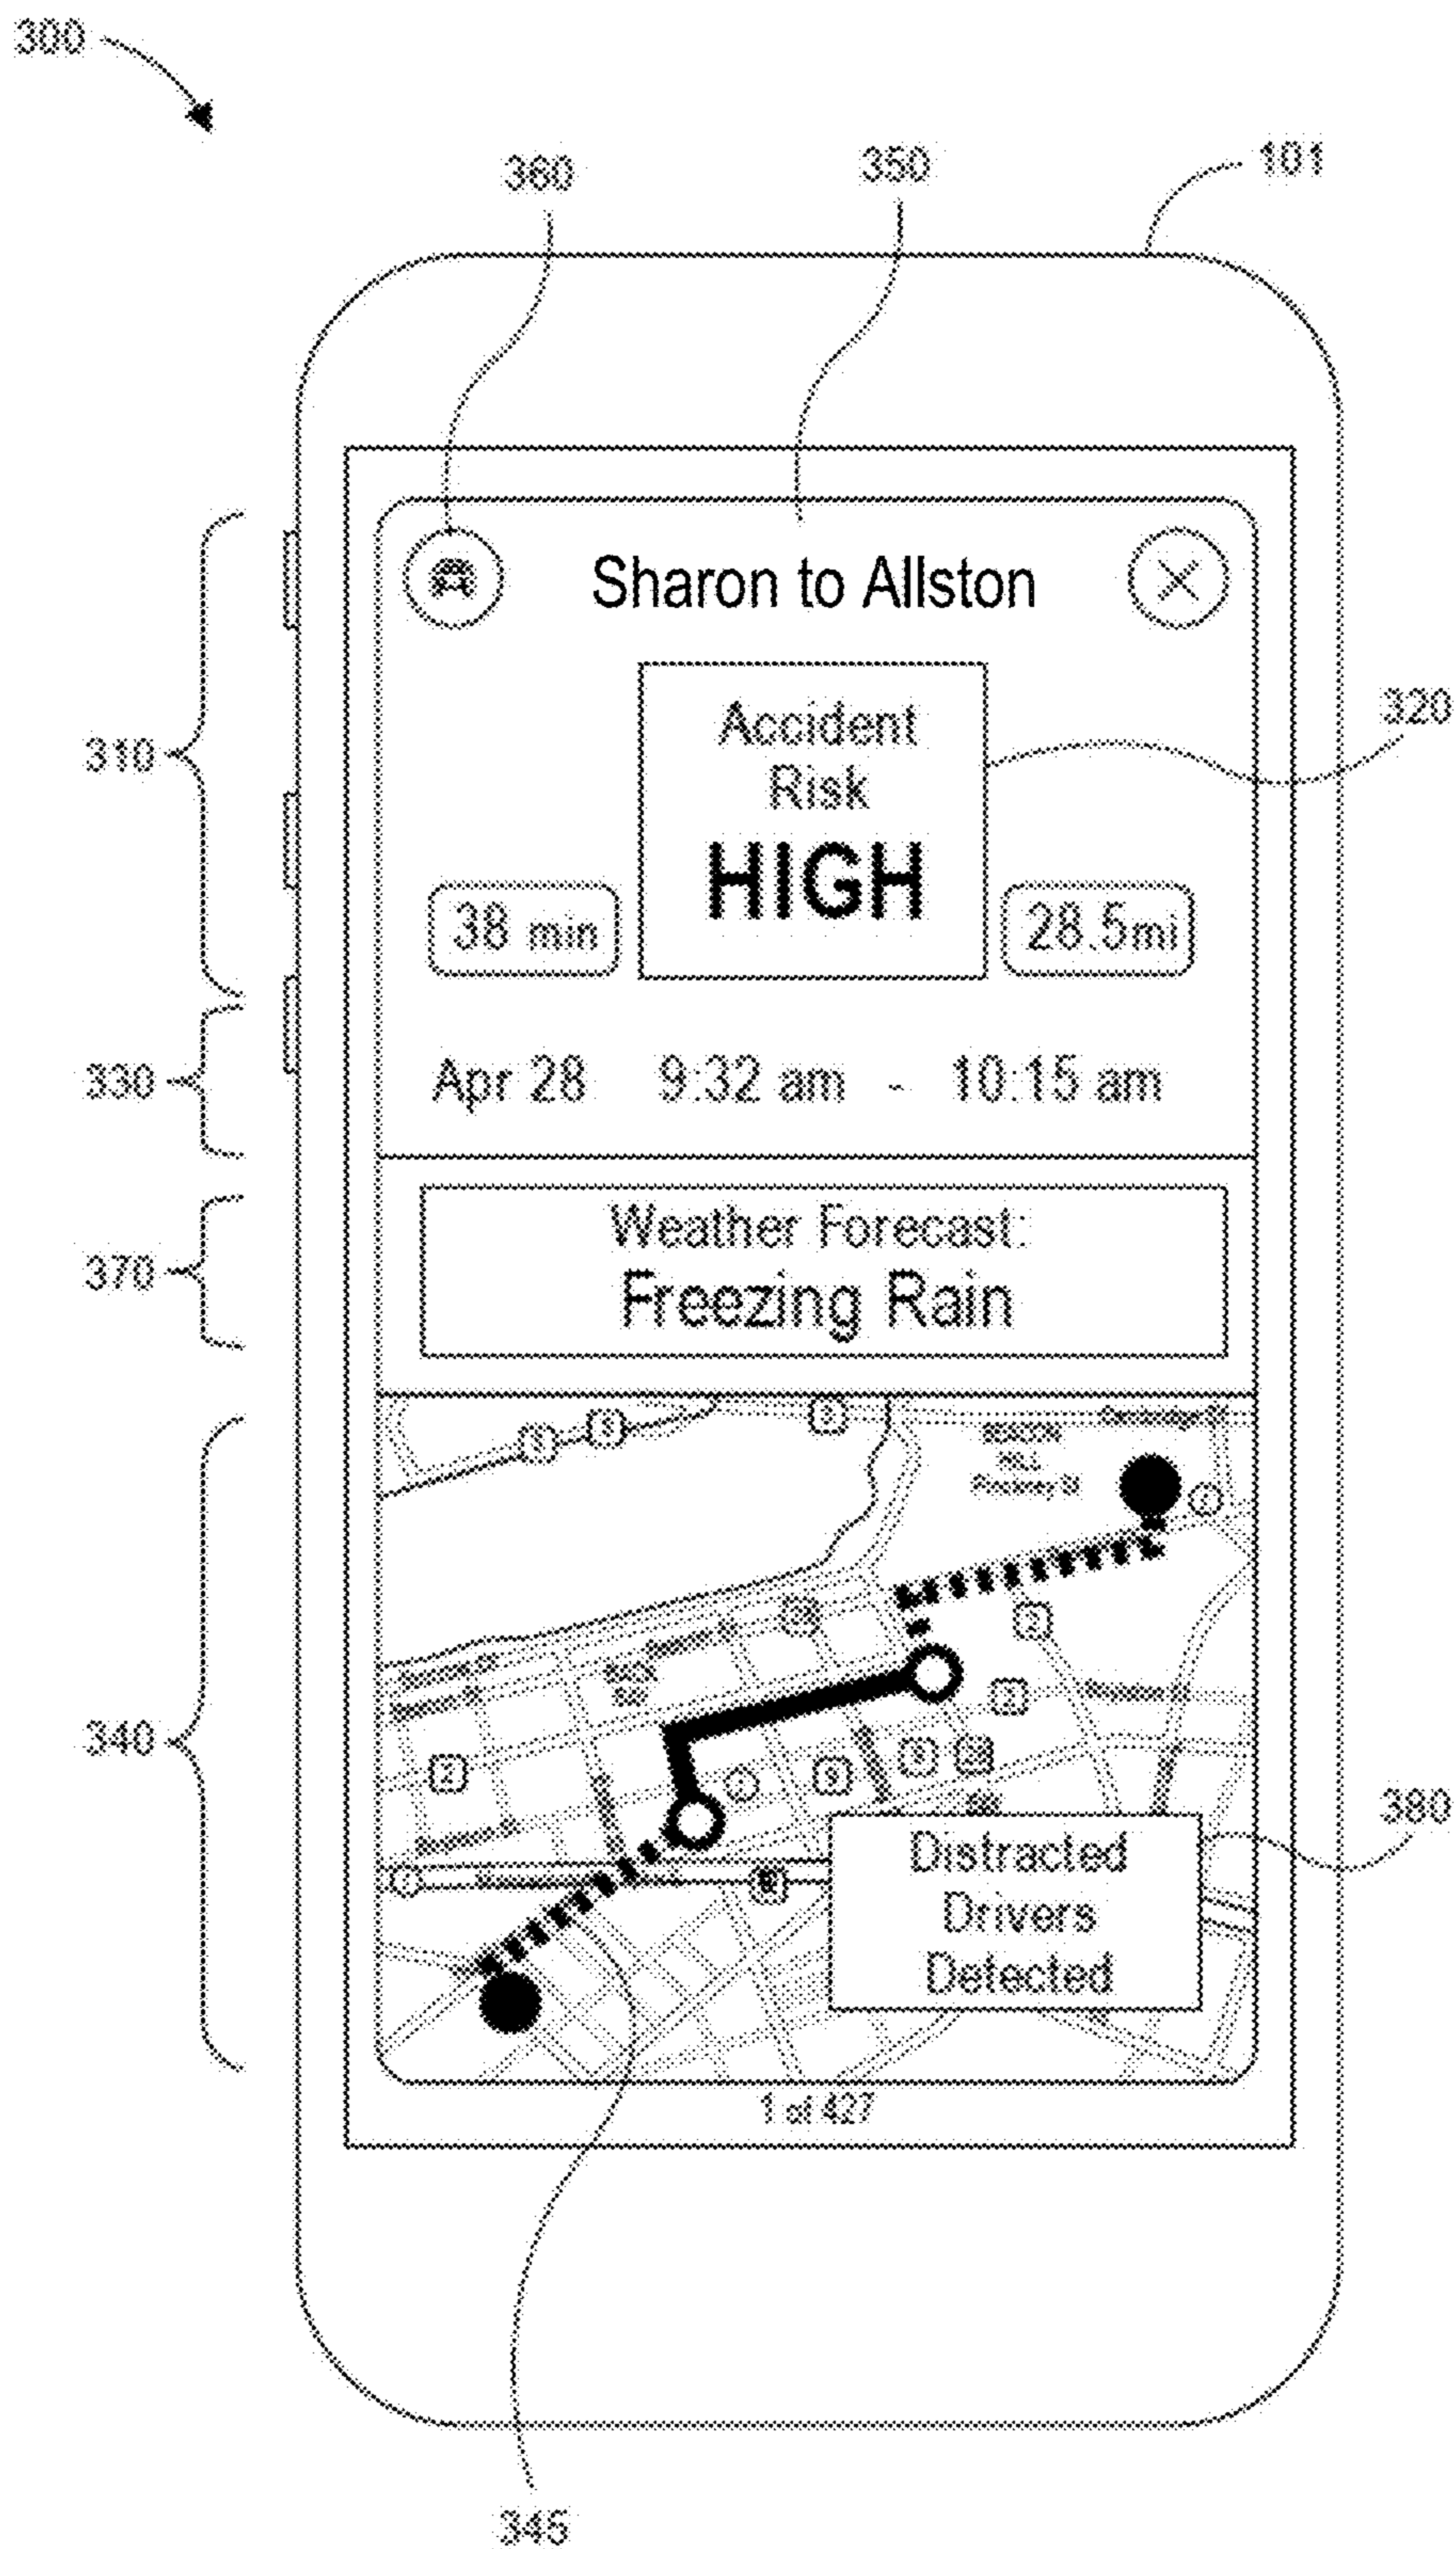 300
360
350
101
Sharon to Allston
310
Accident
Risk
HIGH
320
38 min
28.5mi
330
Apr 28 9:32 am - 10:15 am
370
Weather Forecast:
Freezing Rain
340
Distracted
Drivers
Detected
380
1 of 427
345